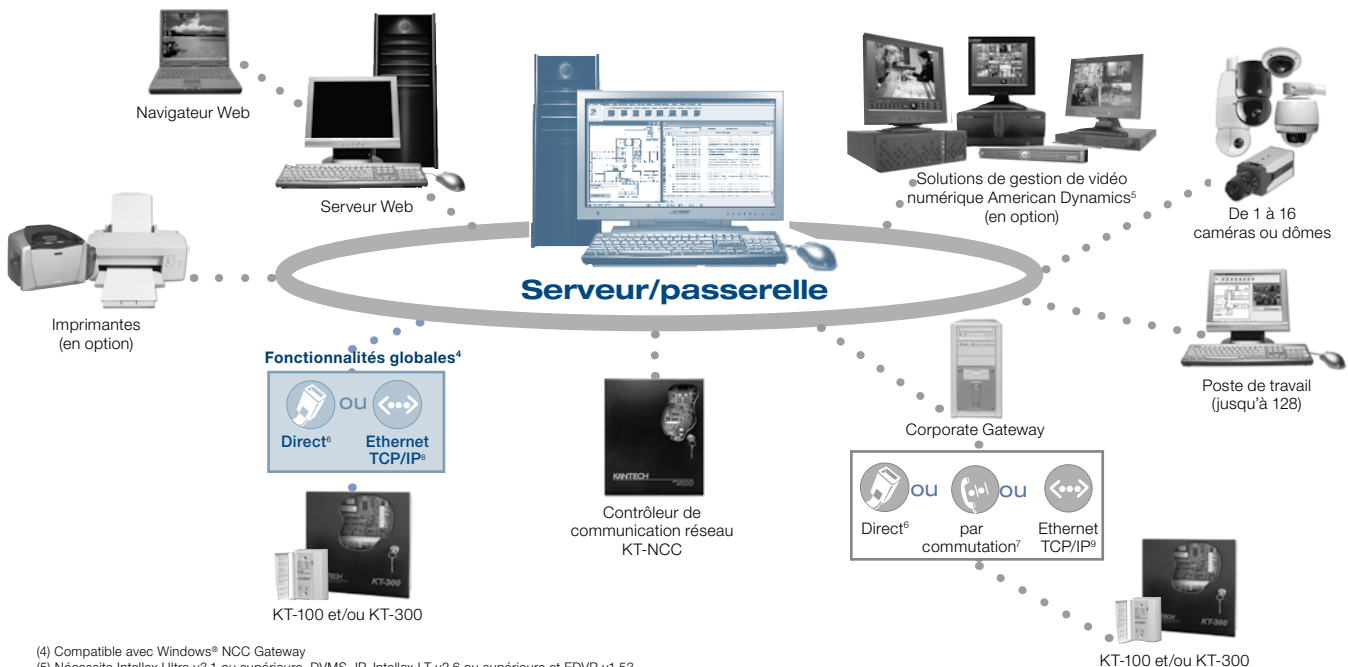 Navigateur Web
Serveur Web
Solutions de gestion de vidéo
numérique American Dynamics⁵
(en option)
De 1 à 16
caméras ou dômes
Serveur/passerelle
Imprimantes
(en option)
Fonctionnalités globales⁴
ou
Direct⁶
Ethernet
TCP/IP⁸
KT-300
KT-100 et/ou KT-300
KANTECH
Contrôleur de
communication réseau
KT-NCC
Corporate Gateway
ou
ou
Direct⁶
par
commutation⁷
Ethernet
TCP/IP⁹
Poste de travail
(jusqu'à 128)
KT-300
KT-100 et/ou KT-300
(4) Compatible avec Windows® NCC Gateway